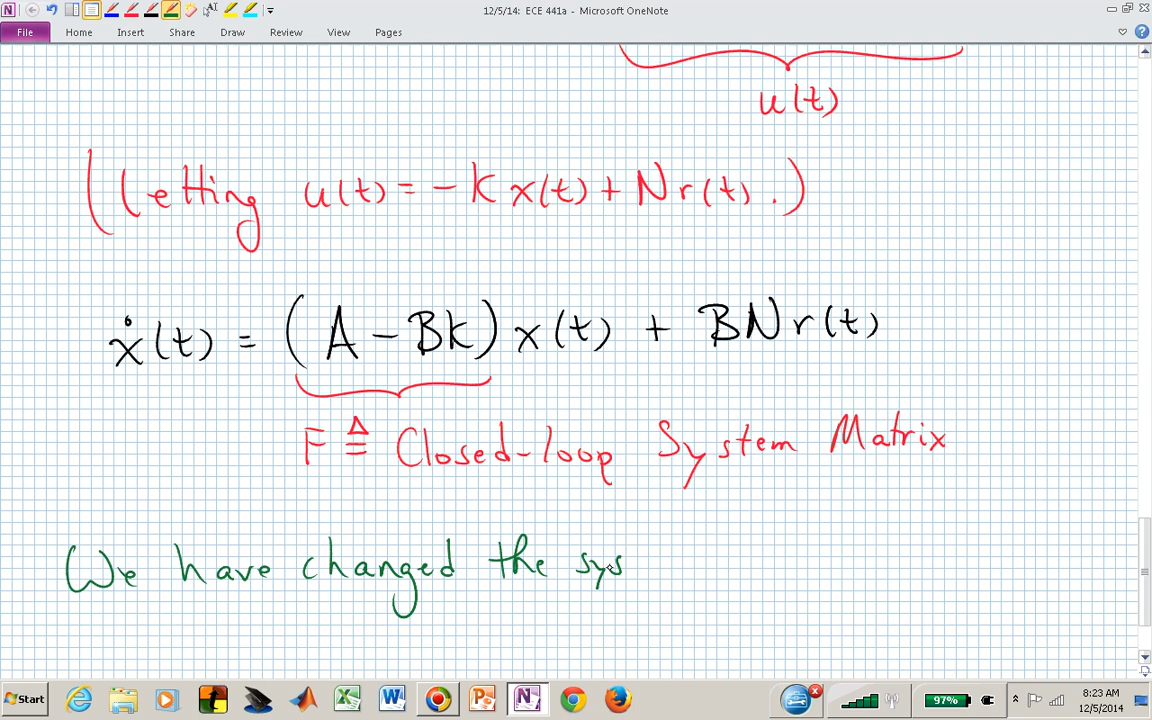 12/5/14: ECE 441a - Microsoft OneNote
File Home Insert Share Draw Review View Pages
u(t)
(Letting u(t) = -Kx(t) + Nr(t).)
ẋ(t) = (A - BK)x(t) + BNr(t)
F ≜ Closed-loop System Matrix
We have changed the sys
Start
97%
8:23 AM
12/5/2014